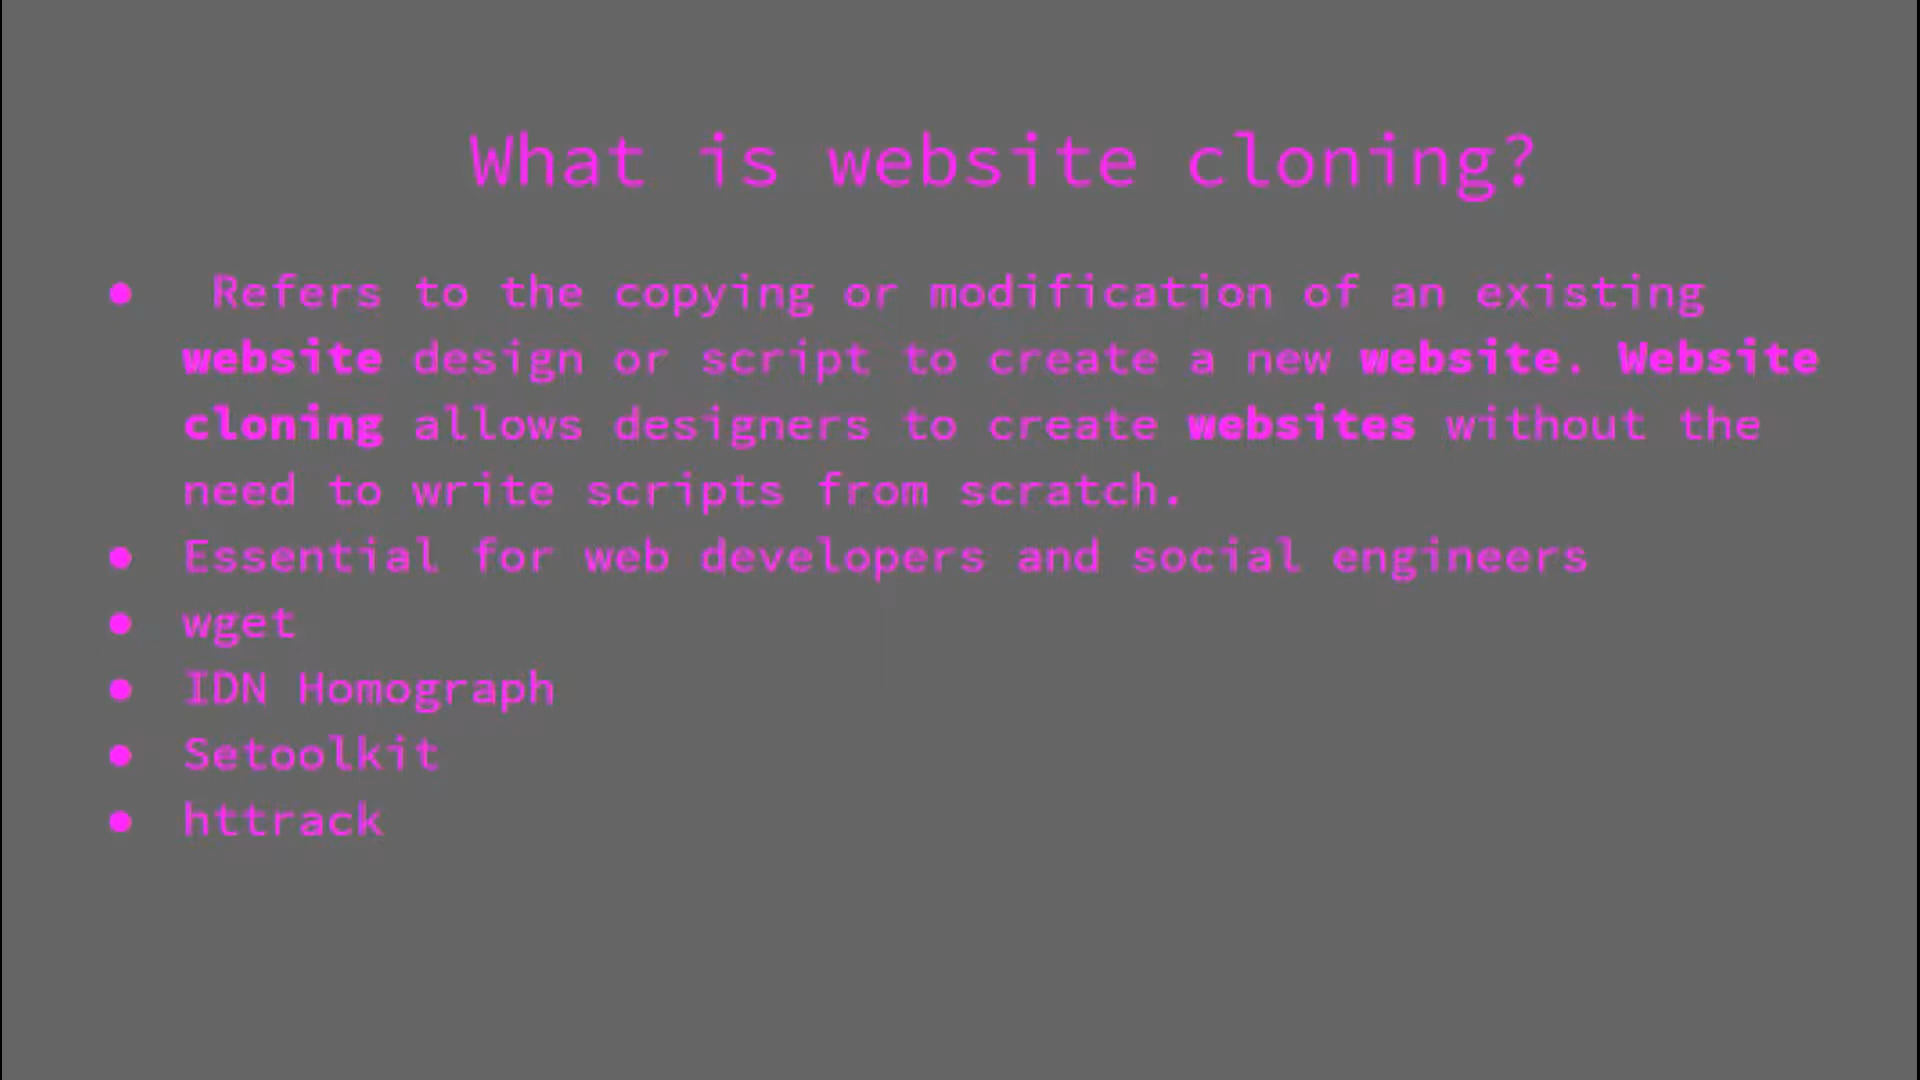 What is website cloning?
● Refers to the copying or modification of an existing
website design or script to create a new website. Website
cloning allows designers to create websites without the
need to write scripts from scratch.
● Essential for web developers and social engineers
● wget
● IDN Homograph
● Setoolkit
● httrack